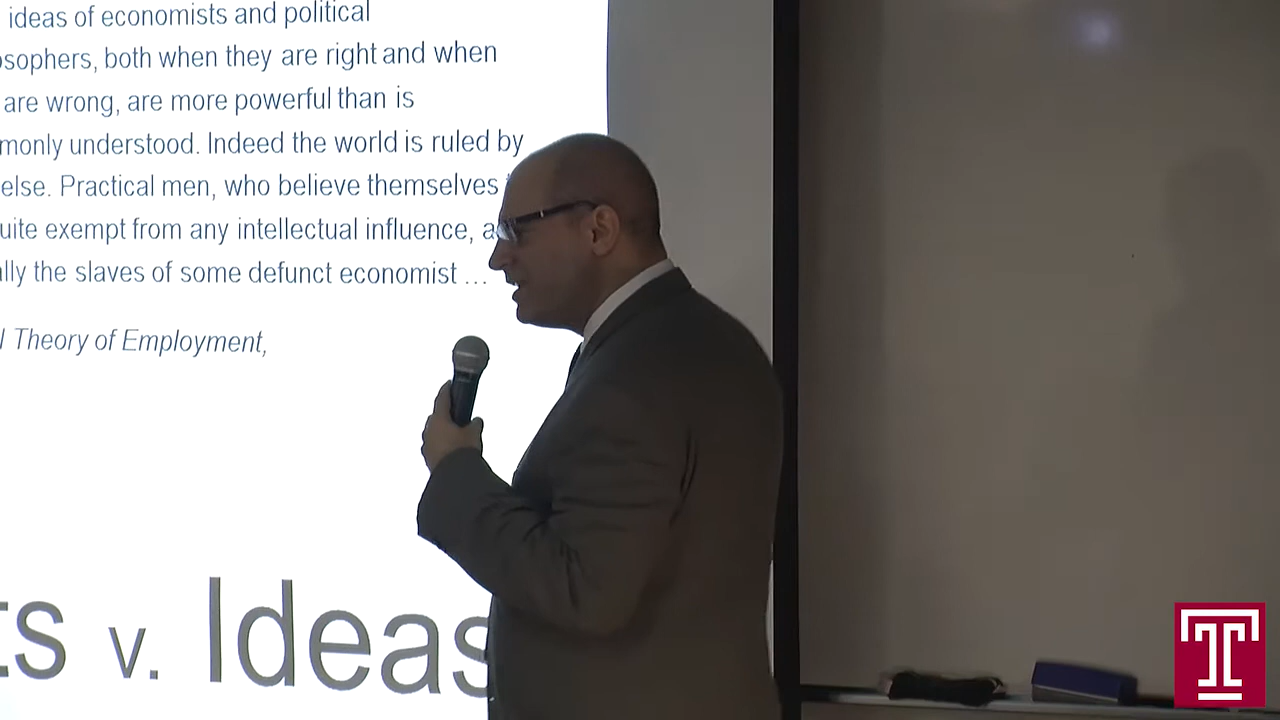 ideas of economists and political
osophers, both when they are right and when
are wrong, are more powerful than is
monly understood. Indeed the world is ruled by
else. Practical men, who believe themselves
uite exempt from any intellectual influence, a
ally the slaves of some defunct economist …
l Theory of Employment,
ts v. Ideas
T